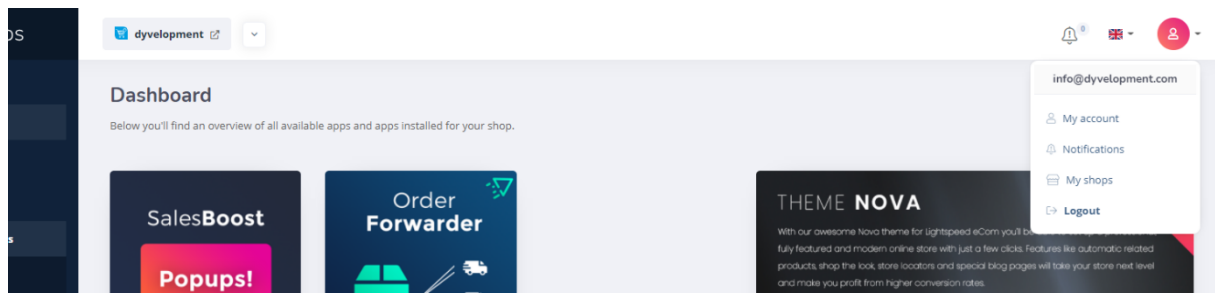 dyvelopment
0
info@dyvelopment.com
My account
Notifications
My shops
Logout
Dashboard
Below you'll find an overview of all available apps and apps installed for your shop.
SalesBoost
Popups!
Order
Forwarder
THEME NOVA
With our awesome Nova theme for Lightspeed eCom you'll
fully featured and modern online store with just a few clicks. Features like automatic related
products, shop the look, store locators and special blog pages will take your store next level
and make you profit from higher conversion rates.